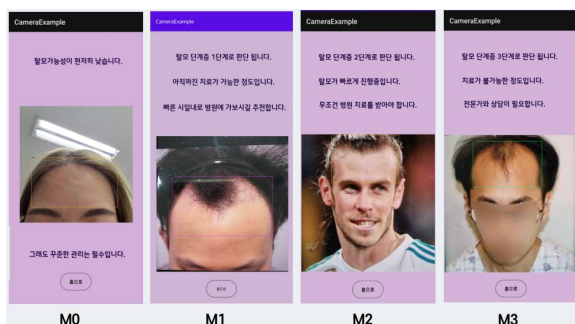 CameraExample
탈모가능성이 현저히 낮습니다.
그래도 꾸준한 관리는 필수입니다.
홈으로
M0
CameraExample
탈모 단계중 1단계로 판단 됩니다.
아직까진 치료가 가능한 정도입니다.
빠른 시일내로 병원에 가보시길 추천합니다.
홈으로
M1
CameraExample
탈모 단계중 2단계로 판단 됩니다.
탈모가 빠르게 진행중입니다.
무조건 병원 치료를 받아야 합니다.
홈으로
M2
CameraExample
탈모 단계중 3단계로 판단 됩니다.
치료가 불가능한 정도입니다.
전문가와 상담이 필요합니다.
홈으로
M3